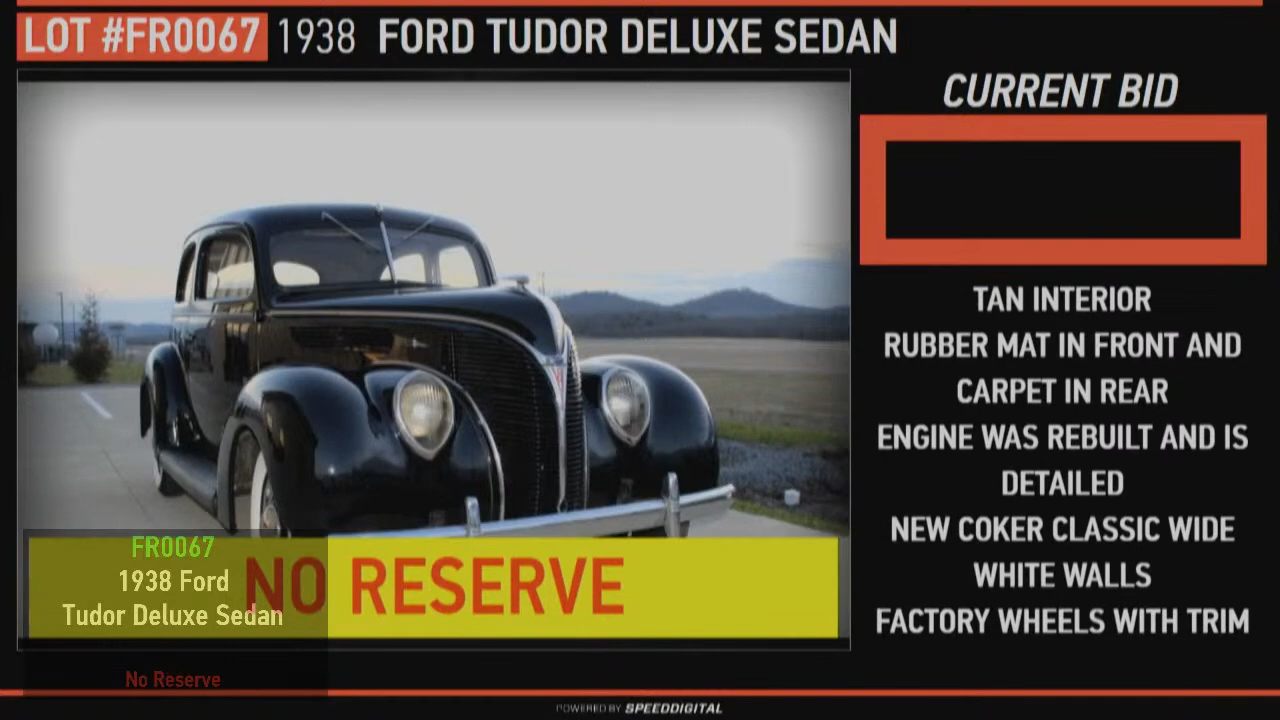 LOT #FR0067 1938 FORD TUDOR DELUXE SEDAN
CURRENT BID
TAN INTERIOR
RUBBER MAT IN FRONT AND
CARPET IN REAR
ENGINE WAS REBUILT AND IS
DETAILED
NEW COKER CLASSIC WIDE
WHITE WALLS
FACTORY WHEELS WITH TRIM
NO RESERVE
FR0067
1938 Ford
Tudor Deluxe Sedan
No Reserve
POWERED BY SPEEDDIGITAL